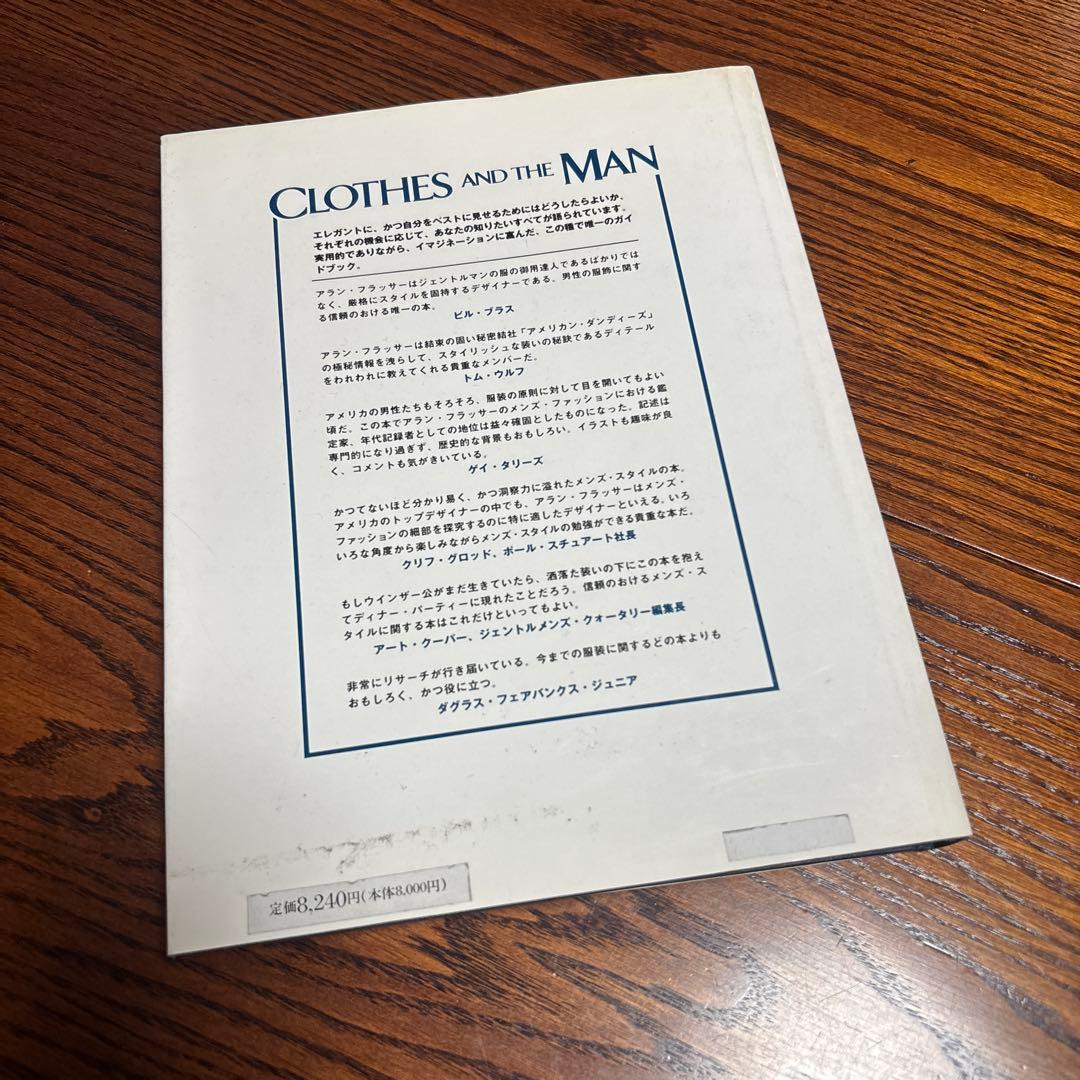 CLOTHES AND THE MAN
エレガントに、かつ自分をベストに見せるためにはどうしたらよいか、
それぞれの機会に応じて、あなたの知りたいすべてが語られています。
実用的でありながら、イマジネーションに富んだ、この種で唯一のガイ
ドブック。
アラン・フラッサーはジェントルマンの服の御用達人であるばかりでは
なく、厳格にスタイルを固持するデザイナーである。男性の服飾に関す
る信頼のおける唯一の本。
ビル・ブラス
アラン・フラッサーは結束の固い秘密結社「アメリカン・ダンディーズ」
の極秘情報を洩らして、スタイリッシュな装いの秘訣であるディテール
をわれわれに教えてくれる貴重なメンバーだ。
トム・ウルフ
アメリカの男性たちもそろそろ、服装の原則に対して目を開いてもよい
頃だ。この本でアラン・フラッサーのメンズ・ファッションにおける鑑
定家、年代記録者としての地位は益々確固としたものになった。記述は
専門的になり過ぎず、歴史的な背景もおもしろい。イラストも趣味が良
く、コメントも気がきいている。
ゲイ・タリーズ
かつてないほど分かり易く、かつ洞察力に溢れたメンズ・スタイルの本。
アメリカのトップデザイナーの中でも、アラン・フラッサーはメンズ・
ファッションの細部を探究するのに特に適したデザイナーといえる。いろ
いろな角度から楽しみながらメンズ・スタイルの勉強ができる貴重な本だ。
クリフ・グロッド、ポール・スチュアート社長
もしウインザー公がまだ生きていたら、洒落た装いの下にこの本を抱え
てディナー・パーティーに現れたことだろう。信頼のおけるメンズ・ス
タイルに関する本はこれだけといってもよい。
アート・クーパー、ジェントルメンズ・クォータリー編集長
非常にリサーチが行き届いている。今までの服装に関するどの本よりも
おもしろく、かつ役に立つ。
ダグラス・フェアバンクス・ジュニア
定価8,240円(本体8,000円)